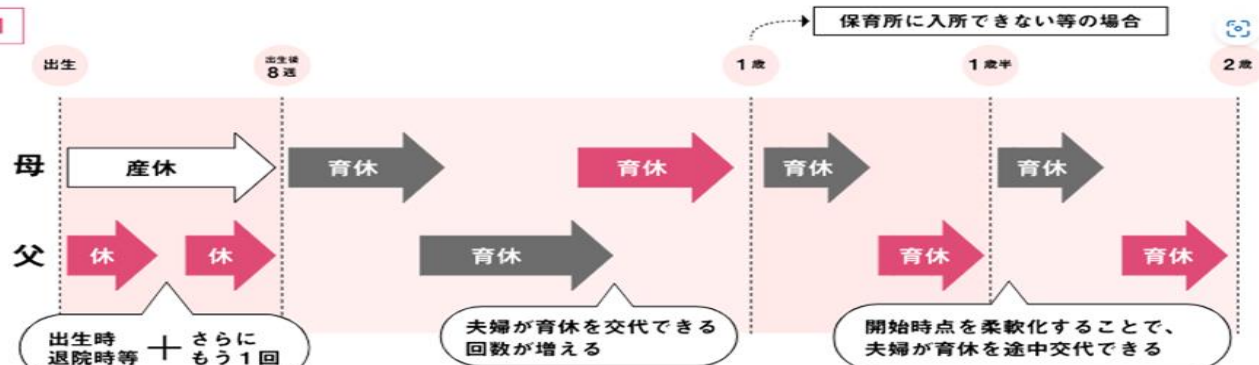 保育所に入所できない等の場合
出生
出生後
8週
1歳
1歳半
2歳
母
産休
育休
育休
育休
育休
父
休
休
育休
育休
育休
出生時
退院時等
+
さらに
もう1回
夫婦が育休を交代できる
回数が増える
開始時点を柔軟化することで、
夫婦が育休を途中交代できる